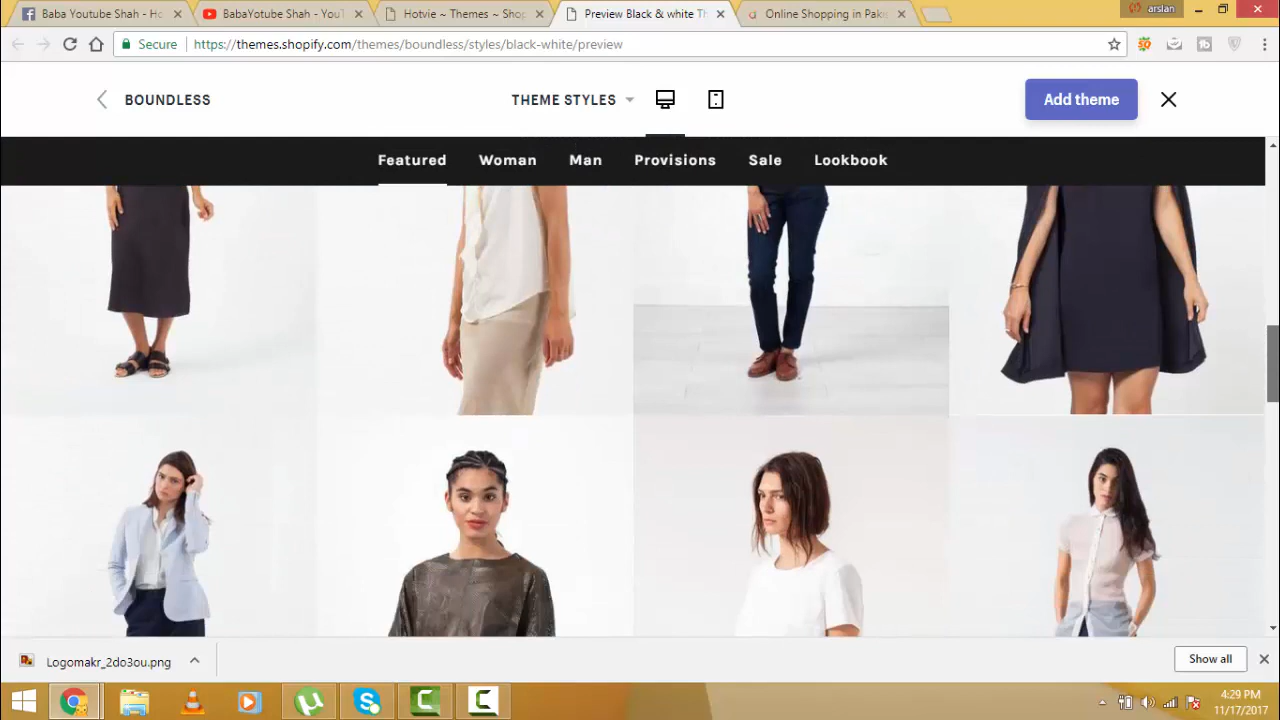 Baba Youtube Shah - Ho
BabaYotube Shah - YouT
Hotvie ~ Themes ~ Shop
Preview Black & white Th
Online Shopping in Paki
arslan
Secure
https://themes.shopify.com/themes/boundless/styles/black-white/preview
BOUNDLESS
THEME STYLES
Add theme
Featured
Woman
Man
Provisions
Sale
Lookbook
Logomakr_2do3ou.png
Show all
4:29 PM
11/17/2017